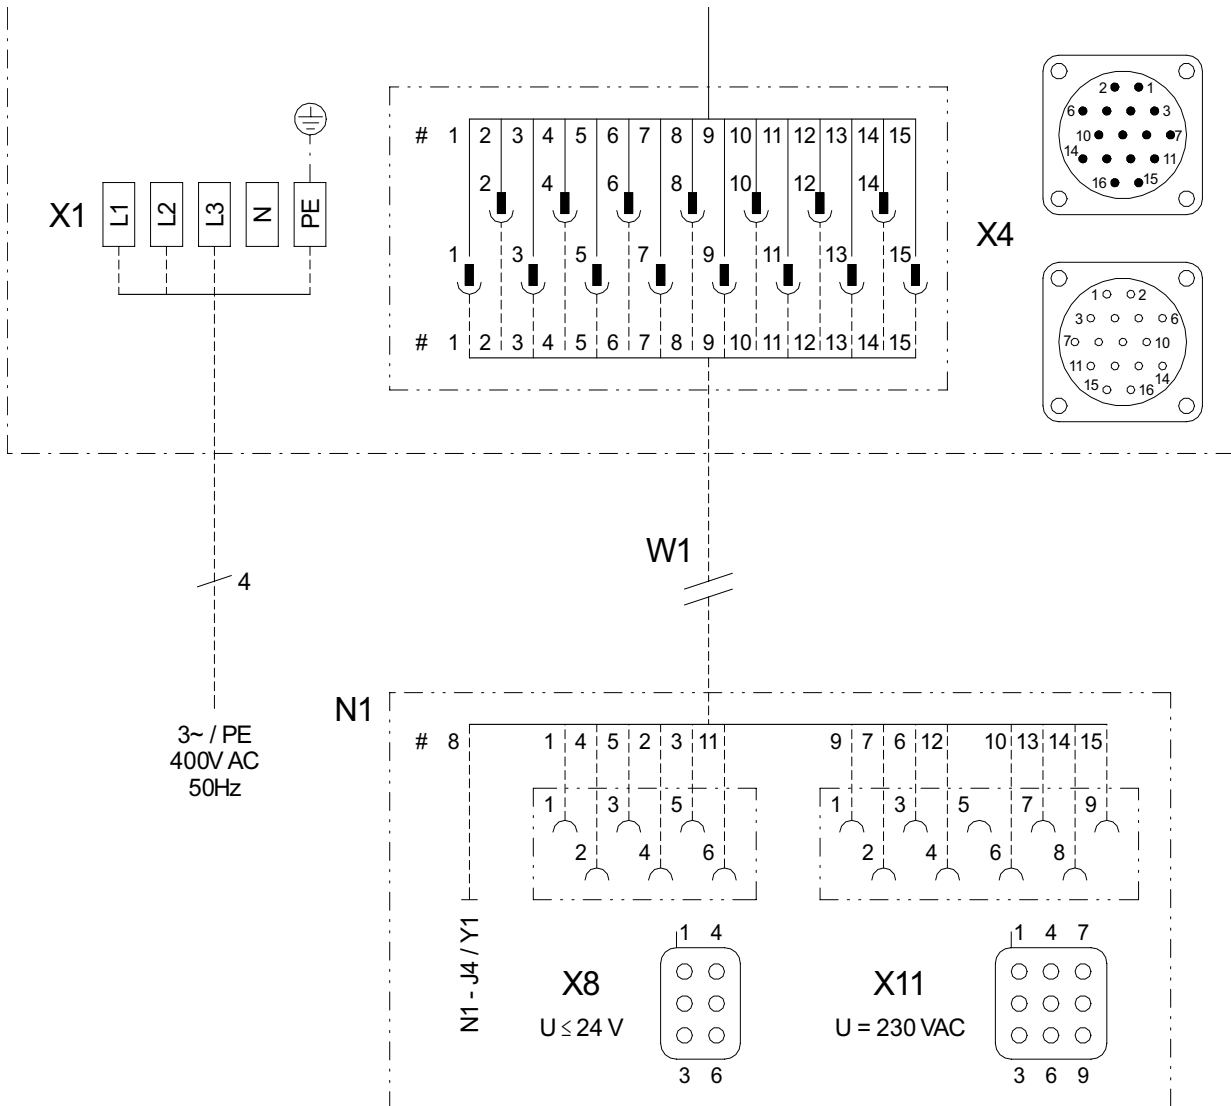 # 1 2 3 4 5 6 7 8 9 10 11 12 13 14 15
2 4 6 8 10 12 14
X1 L1 L2 L3 N PE
1 3 5 7 9 11 13 15
# 1 2 3 4 5 6 7 8 9 10 11 12 13 14 15
X4
2 1
6 3
10 7
14 11
16 15
1 2
3 6
7 10
11 14
15 16
W1
4
3~ / PE
400V AC
50Hz
N1
# 8 1 4 5 2 3 11 9 7 6 12 10 13 14 15
1 3 5 1 3 5 7 9
2 4 6 2 4 6 8
N1 - J4 / Y1
X8
U ≤ 24 V
1 4
3 6
X11
U = 230 VAC
1 4 7
3 6 9